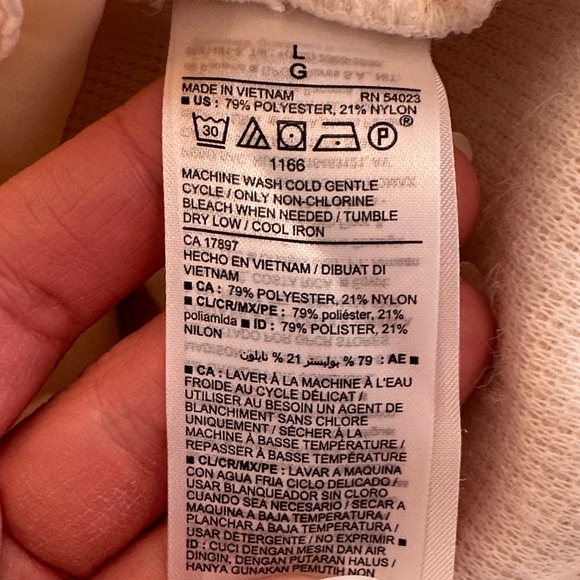 L
G
MADE IN VIETNAM RN 54023
■ US : 79% POLYESTER, 21% NYLON
30 P ®
1166
MACHINE WASH COLD GENTLE
CYCLE / ONLY NON-CHLORINE
BLEACH WHEN NEEDED / TUMBLE
DRY LOW / COOL IRON
CA 17897
HECHO EN VIETNAM / DIBUAT DI
VIETNAM
■ CA : 79% POLYESTER, 21% NYLON
■ CL/CR/MX/PE : 79% poliéster, 21%
poliamida ■ ID : 79% POLISTER, 21%
NILON
■ AE : 79 % بوليستر 21 % نايلون
■ CA : LAVER À LA MACHINE À L'EAU
FROIDE AU CYCLE DÉLICAT /
UTILISER AU BESOIN UN AGENT DE
BLANCHIMENT SANS CHLORE
UNIQUEMENT / SÉCHER À LA
MACHINE À BASSE TEMPÉRATURE /
REPASSER À BASSE TEMPÉRATURE
■ CL/CR/MX/PE : LAVAR A MAQUINA
CON AGUA FRIA CICLO DELICADO /
USAR BLANQUEADOR SIN CLORO
CUANDO SEA NECESARIO / SECAR A
MAQUINA A BAJA TEMPERATURA /
PLANCHAR A BAJA TEMPERATURA /
USAR DETERGENTE / NO EXPRIMIR ■
ID : CUCI DENGAN MESIN DAN AIR
DINGIN, DENGAN PUTARAN HALUS /
HANYA GUNAKAN PEMUTIH NON